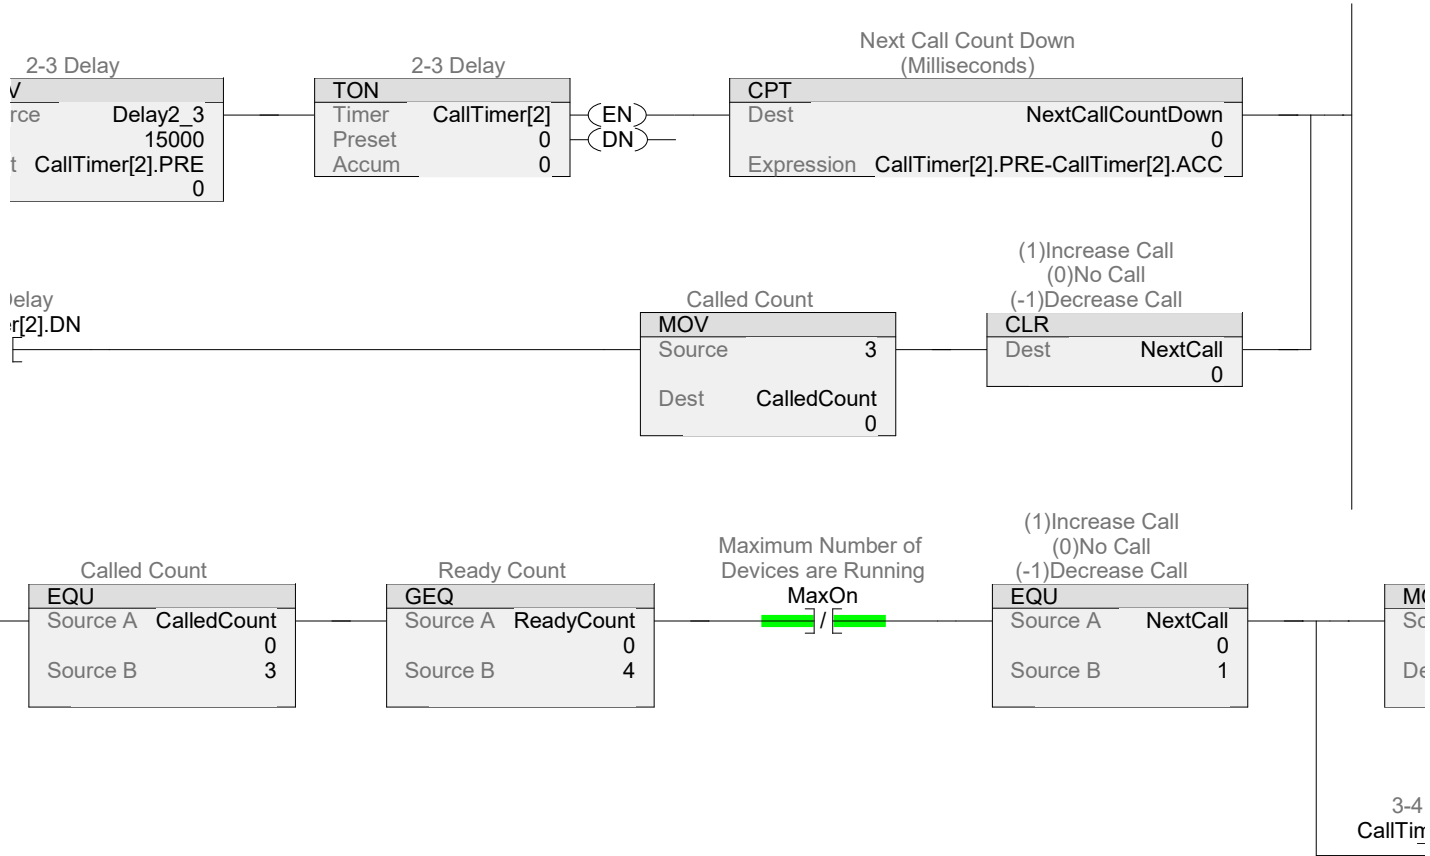 Next Call Count Down
2-3 Delay 2-3 Delay (Milliseconds)
V TON CPT
rce Delay2_3 Timer CallTimer[2] EN Dest NextCallCountDown
15000 Preset 0 DN 0
t CallTimer[2].PRE Accum 0 Expression CallTimer[2].PRE-CallTimer[2].ACC
0
(1)Increase Call
(0)No Call
Delay Called Count (-1)Decrease Call
r[2].DN MOV CLR
Source 3 Dest NextCall
0
Dest CalledCount
0
(1)Increase Call
Maximum Number of (0)No Call
Called Count Ready Count Devices are Running (-1)Decrease Call
EQU GEQ MaxOn EQU
Source A CalledCount Source A ReadyCount / Source A NextCall So
0 0 0
Source B 3 Source B 4 Source B 1 De
3-4
CallTim